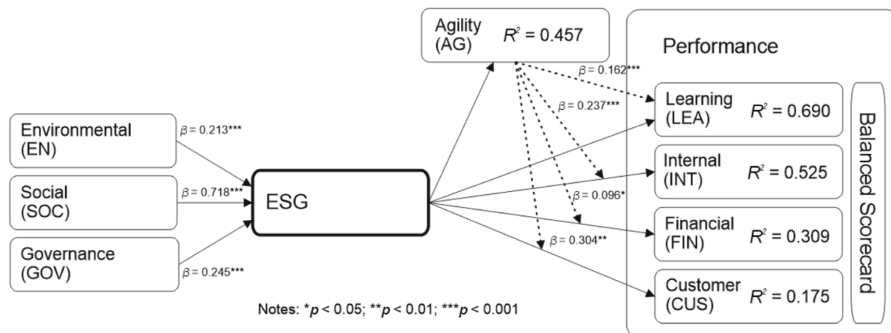 Agility
(AG)
R² = 0.457
Performance
β = 0.162***
Learning
(LEA)
R² = 0.690
β = 0.237***
Environmental
(EN)
β = 0.213***
Internal
(INT)
R² = 0.525
Social
(SOC)
β = 0.718***
ESG
β = 0.096*
Financial
(FIN)
R² = 0.309
Governance
(GOV)
β = 0.245***
β = 0.304**
Customer
(CUS)
R² = 0.175
Balanced Scorecard
Notes: *p < 0.05; **p < 0.01; ***p < 0.001